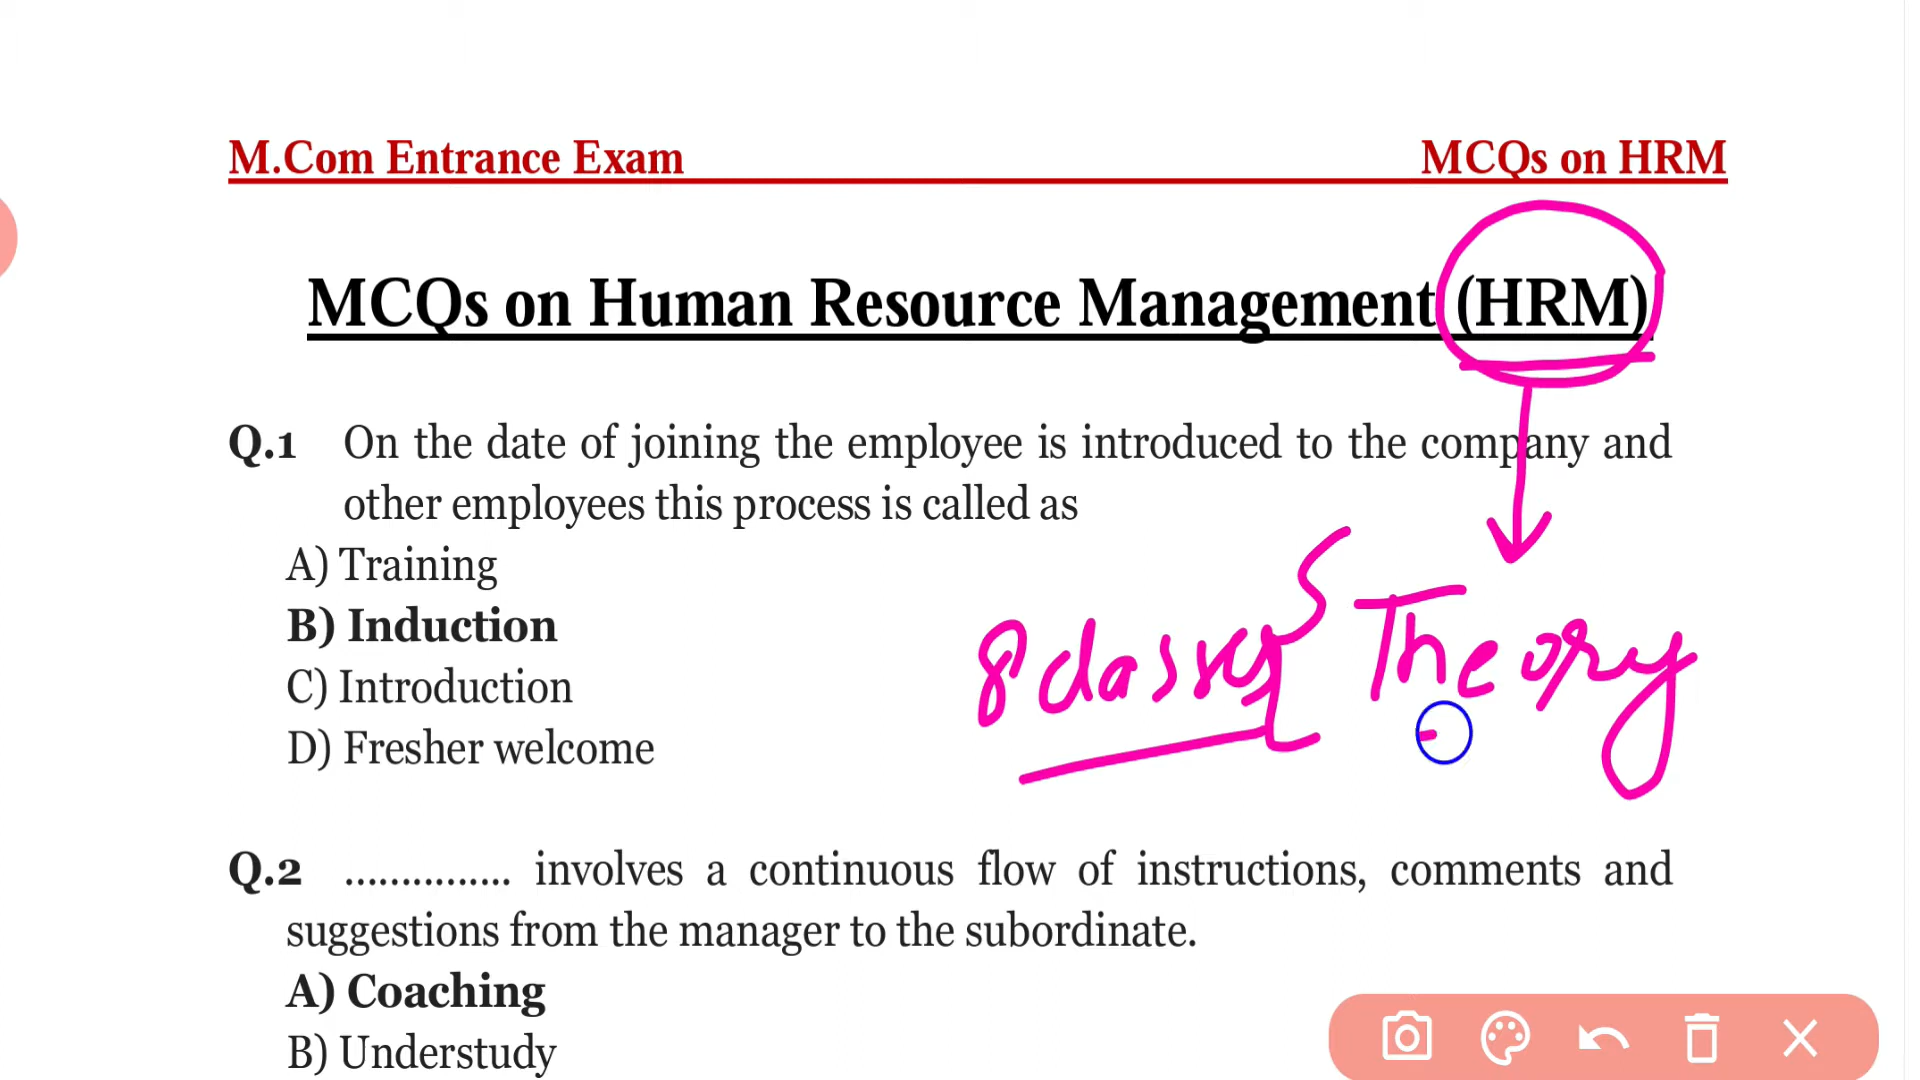 M.Com Entrance Exam MCQs on HRM
MCQs on Human Resource Management (HRM)
Q.1 On the date of joining the employee is introduced to the company and
other employees this process is called as
A) Training
B) Induction
C) Introduction
D) Fresher welcome
8 classes Theory
Q.2 ............... involves a continuous flow of instructions, comments and
suggestions from the manager to the subordinate.
A) Coaching
B) Understudy